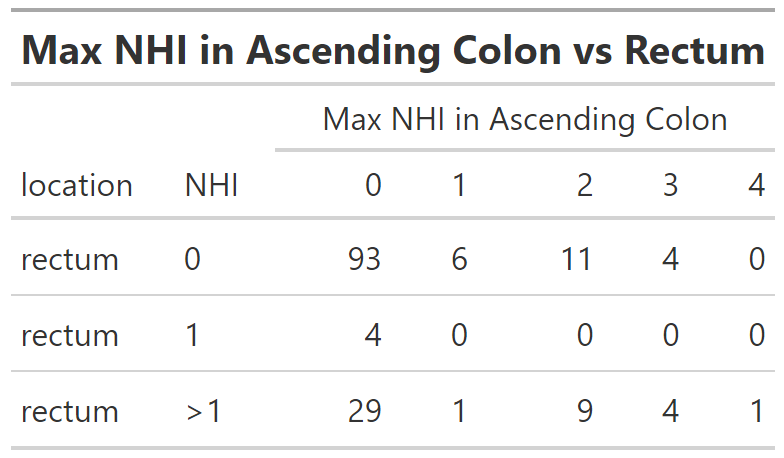 Max NHI in Ascending Colon vs Rectum
Max NHI in Ascending Colon
location NHI 0 1 2 3 4
rectum 0 93 6 11 4 0
rectum 1 4 0 0 0 0
rectum >1 29 1 9 4 1